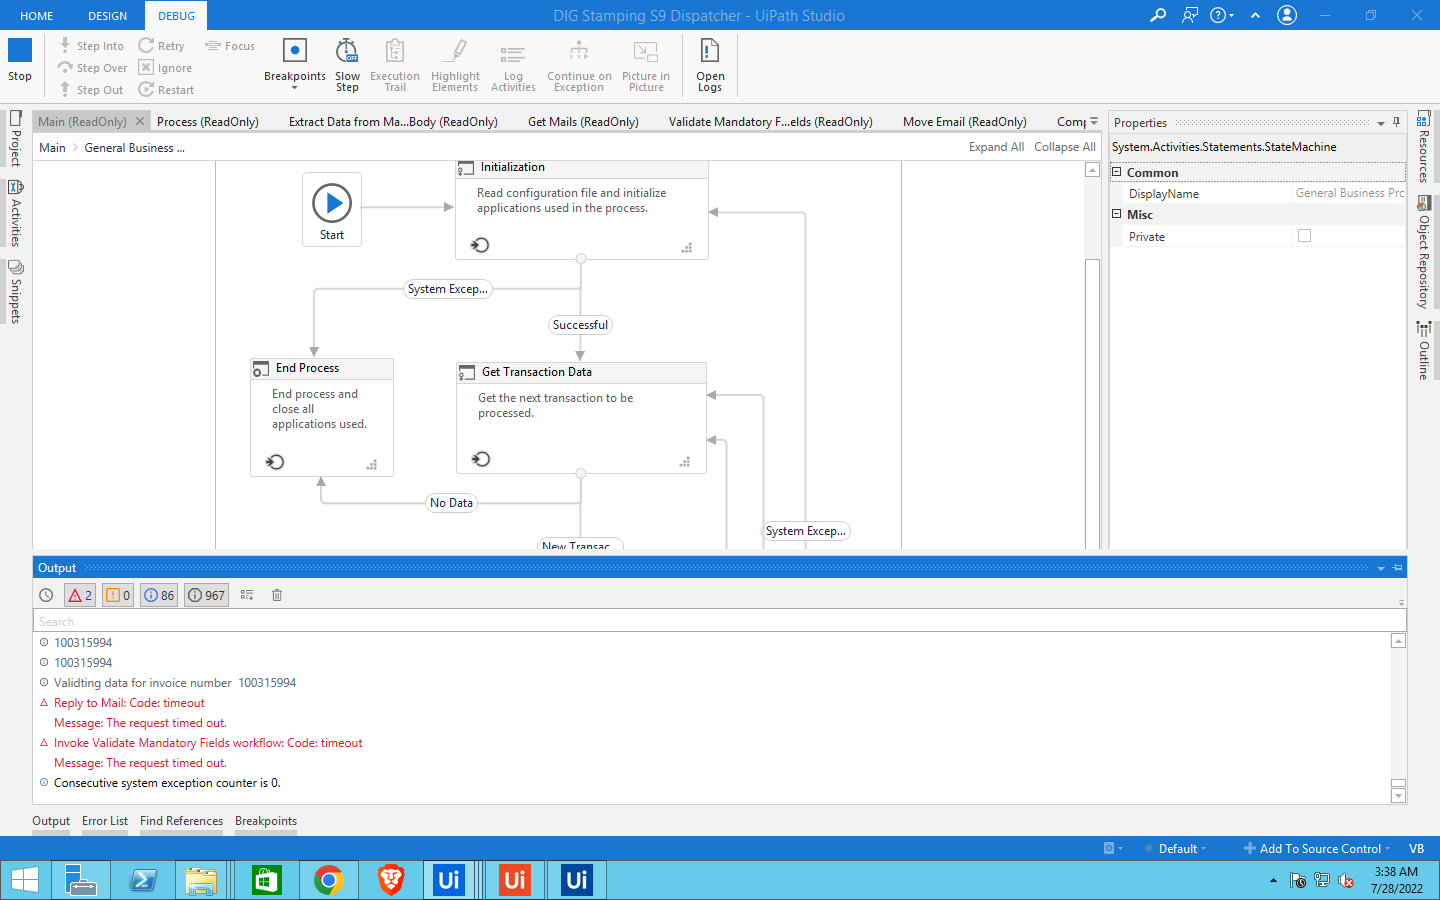 HOME DESIGN DEBUG DIG Stamping S9 Dispatcher - UiPath Studio
Stop
Step Into
Step Over
Step Out
Retry
Ignore
Restart
Focus
Breakpoints
Slow
Step
Execution
Trail
Highlight
Elements
Log
Activities
Continue on
Exception
Picture in
Picture
Open
Logs
Project
Activities
Snippets
Main (ReadOnly) Process (ReadOnly) Extract Data from Ma...Body (ReadOnly) Get Mails (ReadOnly) Validate Mandatory F...elds (ReadOnly) Move Email (ReadOnly) Comp
Main General Business ... Expand All Collapse All
Start
Initialization
Read configuration file and initialize
applications used in the process.
System Excep...
Successful
End Process
End process and
close all
applications used.
Get Transaction Data
Get the next transaction to be
processed.
No Data
System Excep...
New Transac...
Properties
System.Activities.Statements.StateMachine
Common
DisplayName General Business Prc
Misc
Private
Resources
Object Repository
Outline
Output
2 0 86 967
Search
100315994
100315994
Validting data for invoice number 100315994
Reply to Mail: Code: timeout
Message: The request timed out.
Invoke Validate Mandatory Fields workflow: Code: timeout
Message: The request timed out.
Consecutive system exception counter is 0.
Output Error List Find References Breakpoints
Default Add To Source Control VB
OFF
Ui Ui Ui
3:38 AM
7/28/2022